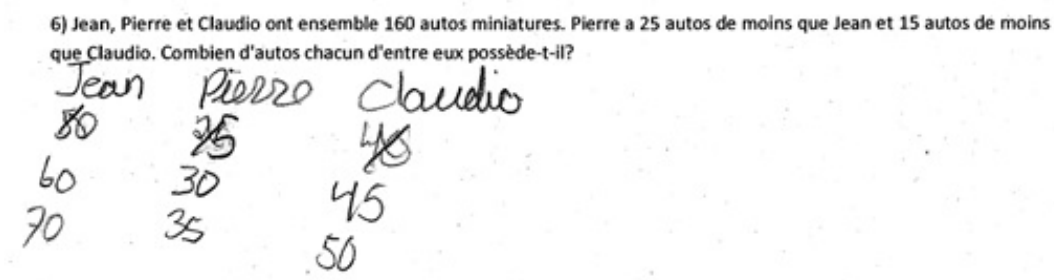 6) Jean, Pierre et Claudio ont ensemble 160 autos miniatures. Pierre a 25 autos de moins que Jean et 15 autos de moins
que Claudio. Combien d'autos chacun d'entre eux possède-t-il?
Jean Pierre Claudio
50 25 40
60 30 45
70 35 50